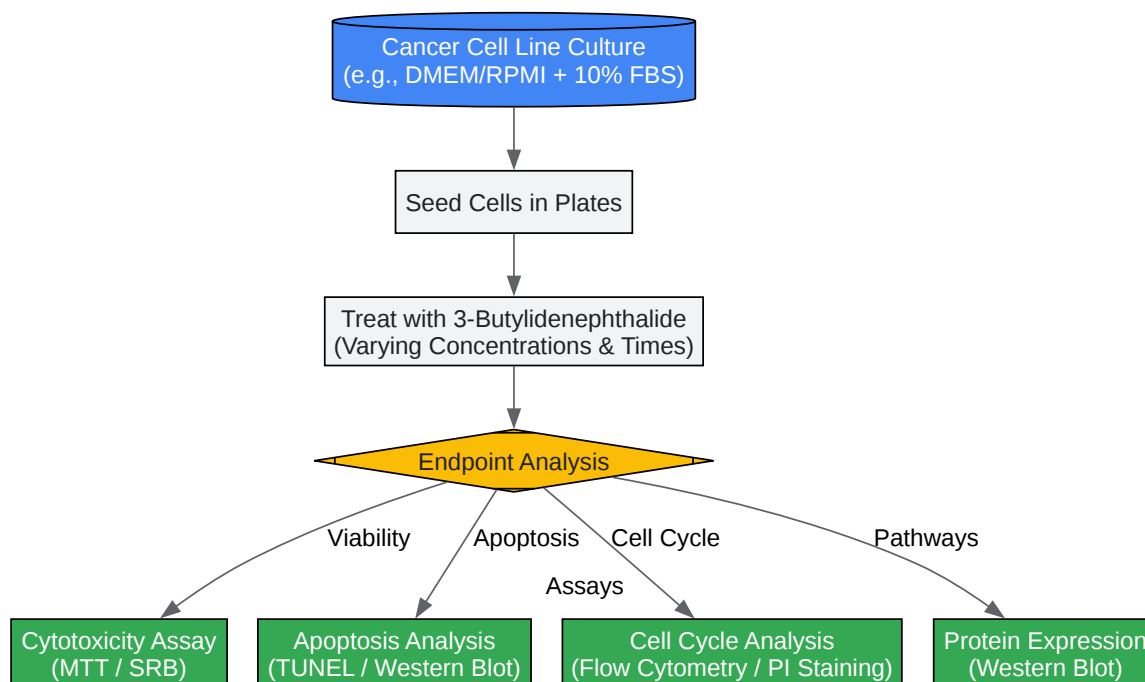 Cancer Cell Line Culture
(e.g., DMEM/RPMI + 10% FBS)
Seed Cells in Plates
Treat with 3-Butylidenephthalide
(Varying Concentrations & Times)
Endpoint Analysis
Viability
Apoptosis
Cell Cycle
Pathways
Assays
Cytotoxicity Assay
(MTT / SRB)
Apoptosis Analysis
(TUNEL / Western Blot)
Cell Cycle Analysis
(Flow Cytometry / PI Staining)
Protein Expression
(Western Blot)